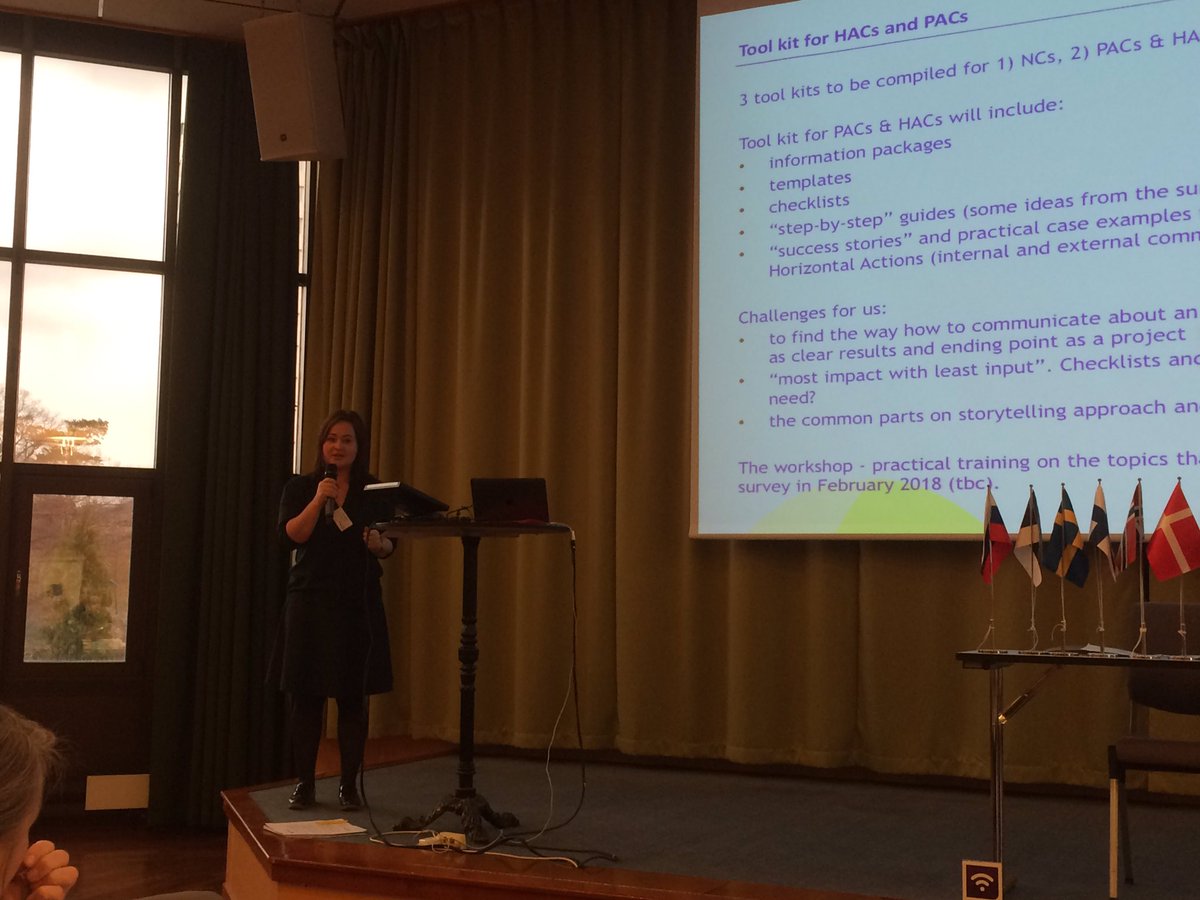 Tool kit for HACs and PACs
3 tool kits to be compiled for 1) NCs, 2) PACs & HA
Tool kit for PACs & HACs will include:
• information packages
• templates
• checklists
• “step-by-step” guides (some ideas from the su
• “success stories” and practical case examples
Horizontal Actions (internal and external comm
Challenges for us:
• to find the way how to communicate about an
as clear results and ending point as a project
• “most impact with least input”. Checklists and
need?
• the common parts on storytelling approach an
The workshop - practical training on the topics tha
survey in February 2018 (tbc).